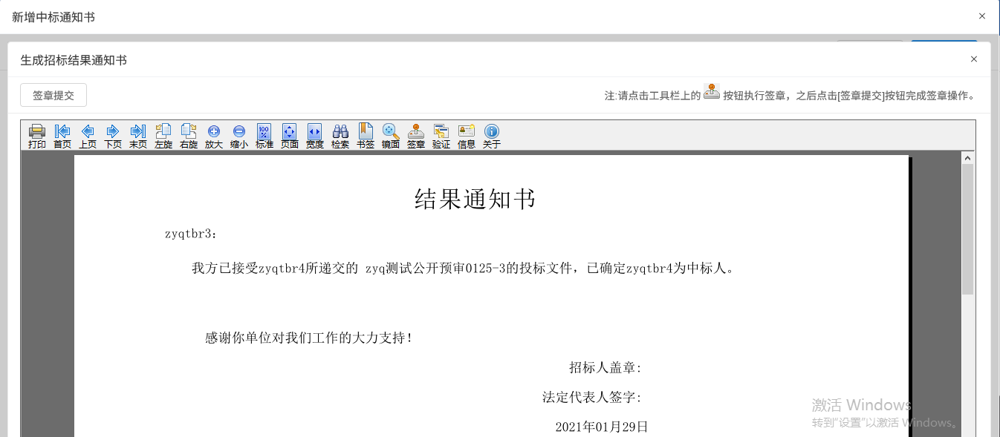 新增中标通知书 ×
生成招标结果通知书 ×
签章提交 注:请点击工具栏上的 按钮执行签章，之后点击[签章提交]按钮完成签章操作。
100 %
打印 首页 上页 下页 末页 左旋 右旋 放大 缩小 标准 页面 宽度 检索 书签 镜面 签章 验证 信息 关于
结果通知书
zyqtbr3：
我方已接受zyqtbr4所递交的 zyq测试公开预审0125-3的投标文件，已确定zyqtbr4为中标人。
感谢你单位对我们工作的大力支持！
招标人盖章：
法定代表人签字：
2021年01月29日
激活 Windows
转到“设置”以激活 Windows。